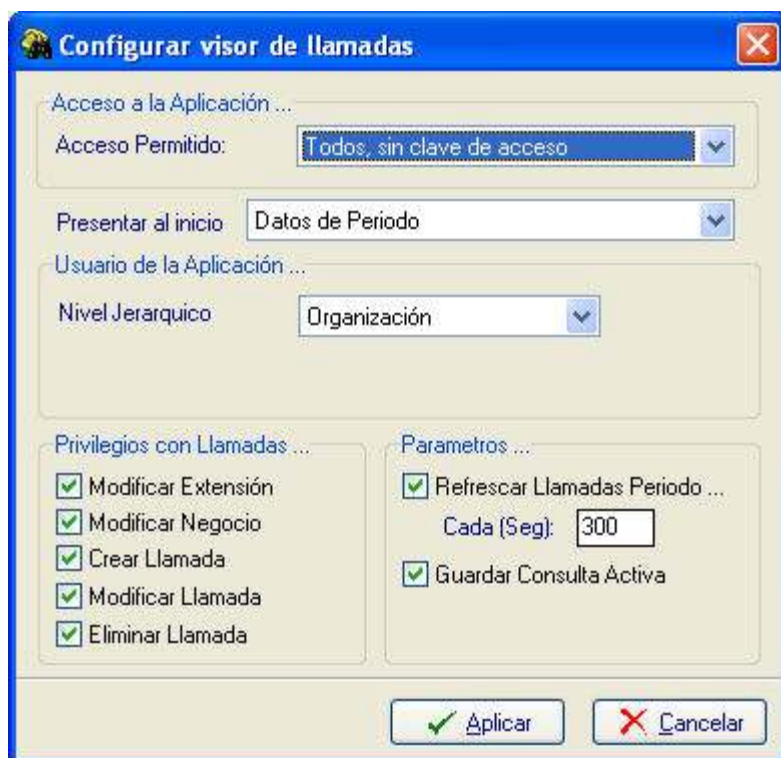 Configurar visor de llamadas
Acceso a la Aplicación ...
Acceso Permitido: Todos, sin clave de acceso
Presentar al inicio Datos de Periodo
Usuario de la Aplicación ...
Nivel Jerarquico Organización
Privilegios con Llamadas ...
Modificar Extensión
Modificar Negocio
Crear Llamada
Modificar Llamada
Eliminar Llamada
Parametros ...
Refrescar Llamadas Periodo ...
Cada (Seg): 300
Guardar Consulta Activa
Aplicar Cancelar